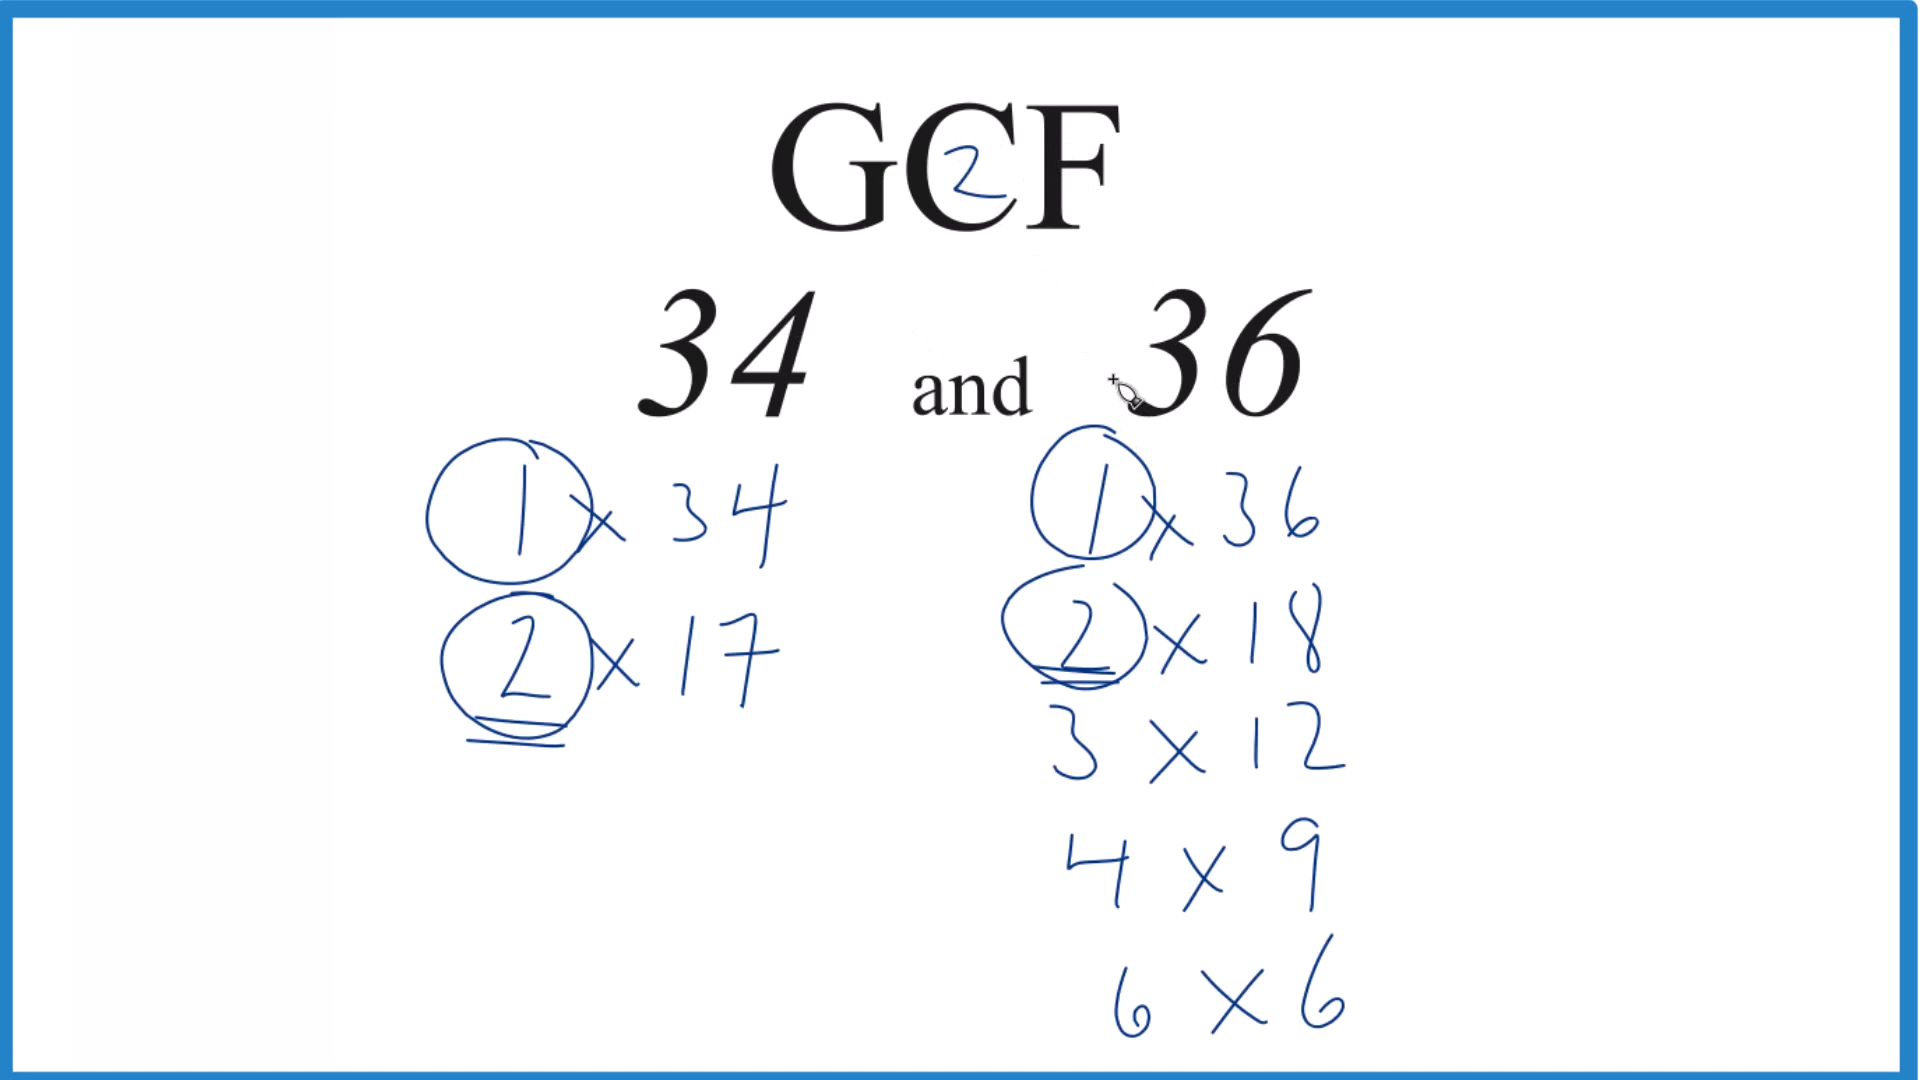 GCF
2
34 and 36
1 x 34
1 x 36
2 x 17
2 x 18
3 x 12
4 x 9
6 x 6